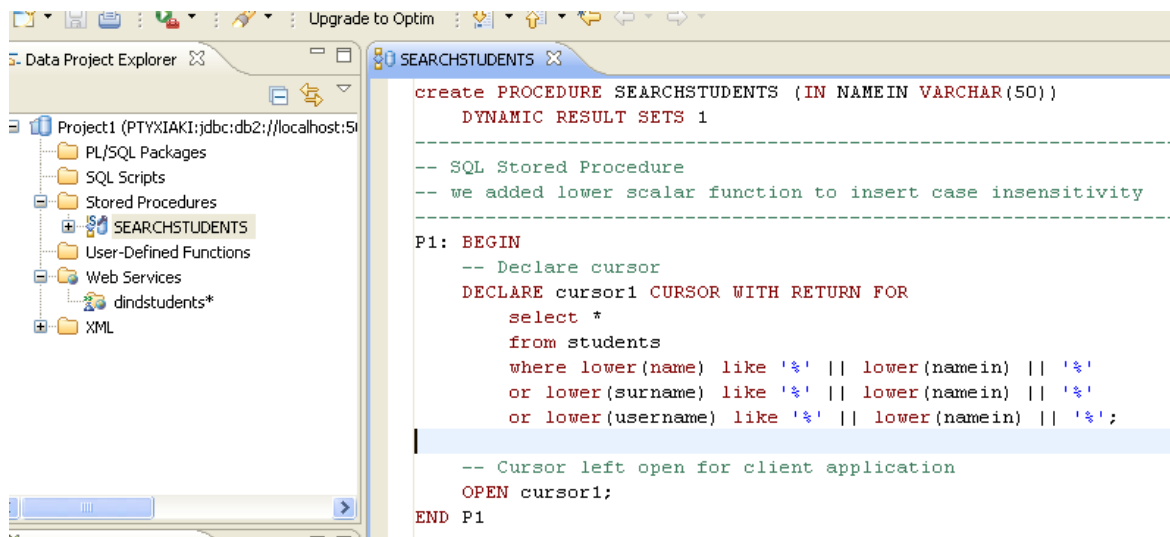 Upgrade to Optim
Data Project Explorer
SEARCHSTUDENTS
Project1 (PTYXIAKI:jdbc:db2://localhost:50
PL/SQL Packages
SQL Scripts
Stored Procedures
SEARCHSTUDENTS
User-Defined Functions
Web Services
dindstudents*
XML
create PROCEDURE SEARCHSTUDENTS (IN NAMEIN VARCHAR(50))
DYNAMIC RESULT SETS 1
------------------------------------------------------------------------
-- SQL Stored Procedure
-- we added lower scalar function to insert case insensitivity
------------------------------------------------------------------------
P1: BEGIN
-- Declare cursor
DECLARE cursor1 CURSOR WITH RETURN FOR
select *
from students
where lower(name) like '%' || lower(namein) || '%'
or lower(surname) like '%' || lower(namein) || '%'
or lower(username) like '%' || lower(namein) || '%';
-- Cursor left open for client application
OPEN cursor1;
END P1